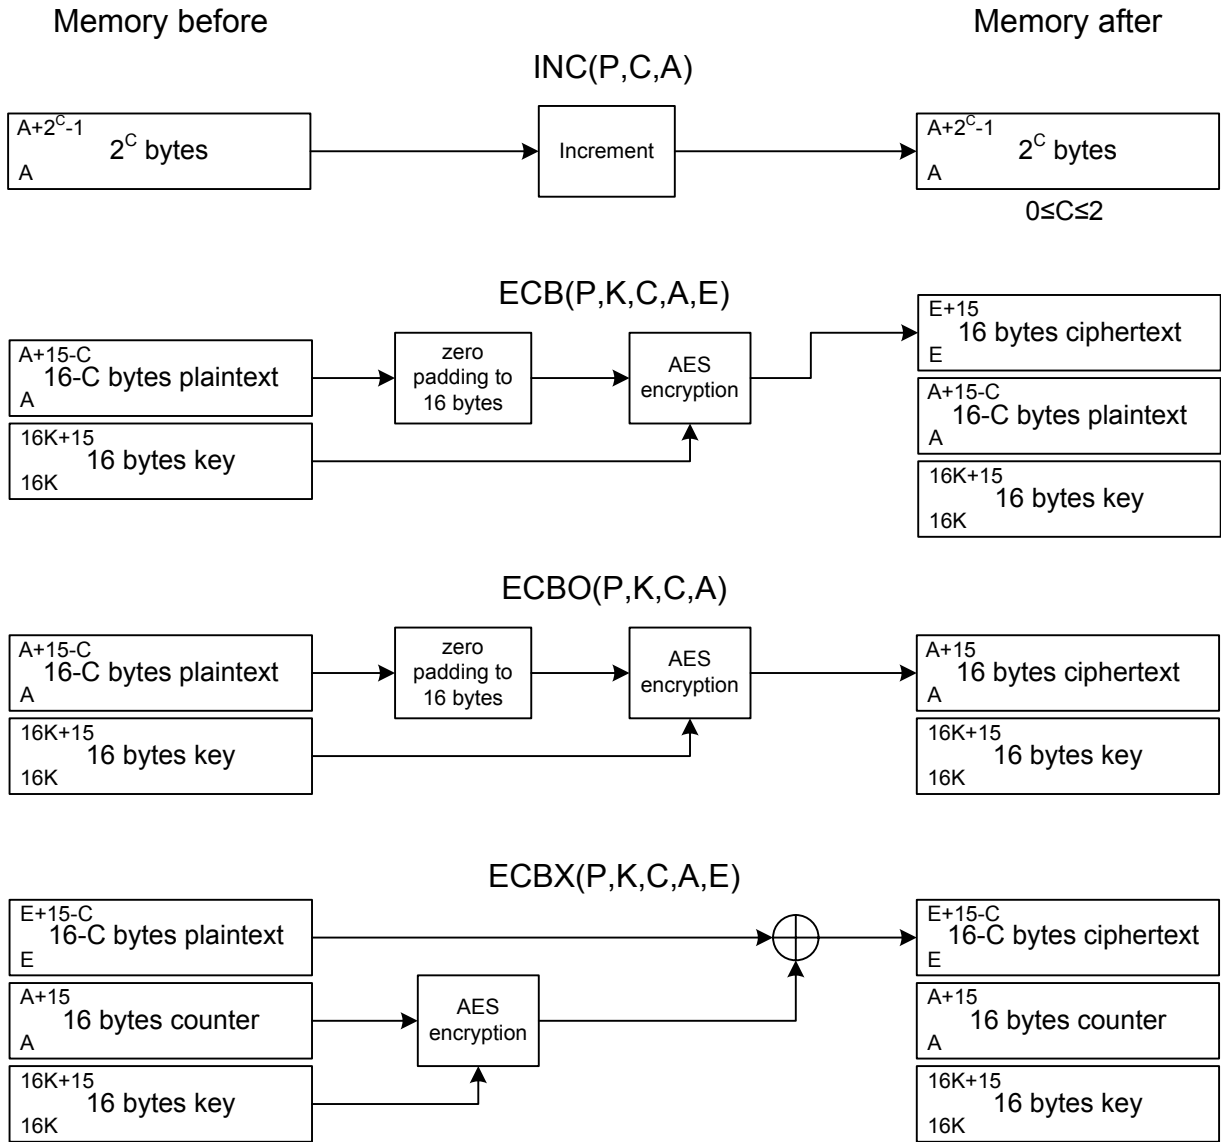 Memory before
Memory after
INC(P,C,A)
A+2^C-1
2^C bytes
A
Increment
A+2^C-1
2^C bytes
A
0≤C≤2
ECB(P,K,C,A,E)
A+15-C
16-C bytes plaintext
A
16K+15
16 bytes key
16K
zero
padding to
16 bytes
AES
encryption
E+15
16 bytes ciphertext
E
A+15-C
16-C bytes plaintext
A
16K+15
16 bytes key
16K
ECBO(P,K,C,A)
A+15-C
16-C bytes plaintext
A
16K+15
16 bytes key
16K
zero
padding to
16 bytes
AES
encryption
A+15
16 bytes ciphertext
A
16K+15
16 bytes key
16K
ECBX(P,K,C,A,E)
E+15-C
16-C bytes plaintext
E
A+15
16 bytes counter
A
16K+15
16 bytes key
16K
AES
encryption
E+15-C
16-C bytes ciphertext
E
A+15
16 bytes counter
A
16K+15
16 bytes key
16K